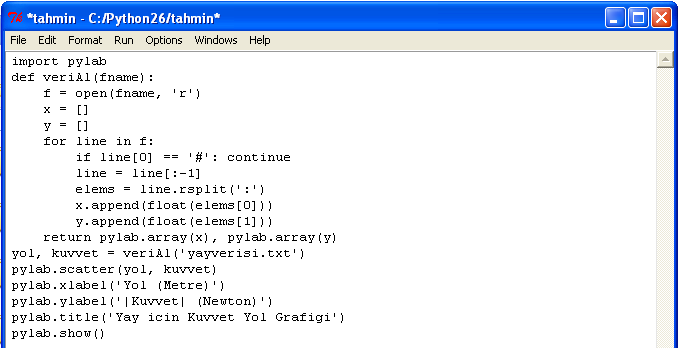 *tahmin - C:/Python26/tahmin*
File Edit Format Run Options Windows Help
import pylab
def veriAl(fname):
    f = open(fname, 'r')
    x = []
    y = []
    for line in f:
        if line[0] == '#': continue
        line = line[:-1]
        elems = line.rsplit(':')
        x.append(float(elems[0]))
        y.append(float(elems[1]))
    return pylab.array(x), pylab.array(y)
yol, kuvvet = veriAl('yayverisi.txt')
pylab.scatter(yol, kuvvet)
pylab.xlabel('Yol (Metre)')
pylab.ylabel('|Kuvvet| (Newton)')
pylab.title('Yay icin Kuvvet Yol Grafigi')
pylab.show()